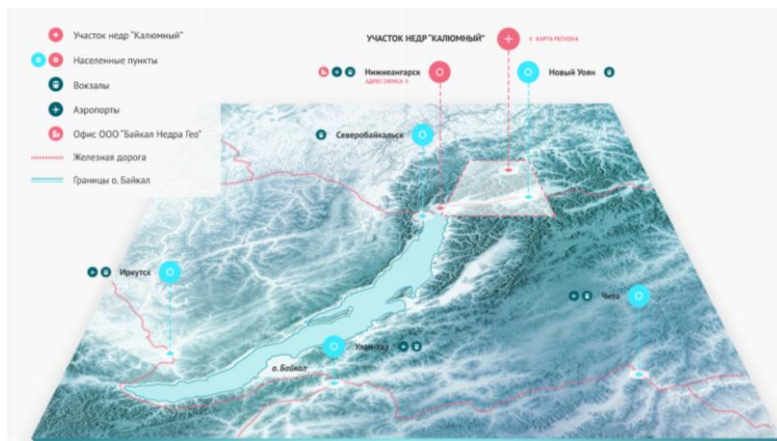 Участок недр "Калюмный"
Населенные пункты
Вокзалы
Аэропорты
Офис ООО "Байкал Недра Гео"
Железная дорога
Границы о. Байкал
УЧАСТОК НЕДР "КАЛЮМНЫЙ"
КАРТА РЕГИОНА
Нижнеангарск
АДРЕС ОФИСА
Новый Уоян
Северобайкальск
Иркутск
Чита
Улан-Удэ
о. Байкал